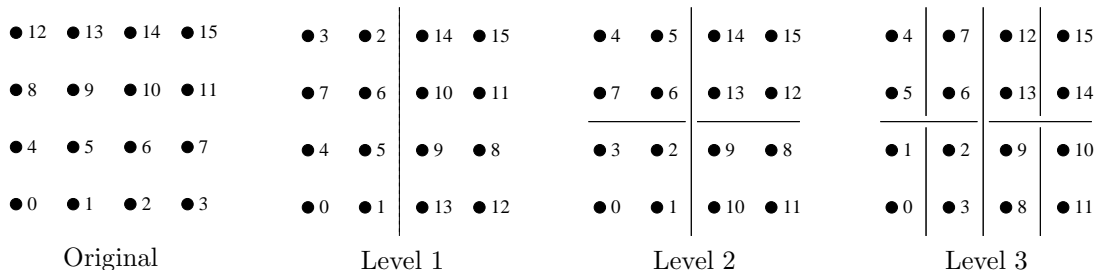 12 13 14 15 3 2 14 15 4 5 14 15 4 7 12 15
8 9 10 11 7 6 10 11 7 6 13 12 5 6 13 14
4 5 6 7 4 5 9 8 3 2 9 8 1 2 9 10
0 1 2 3 0 1 13 12 0 1 10 11 0 3 8 11
Original Level 1 Level 2 Level 3